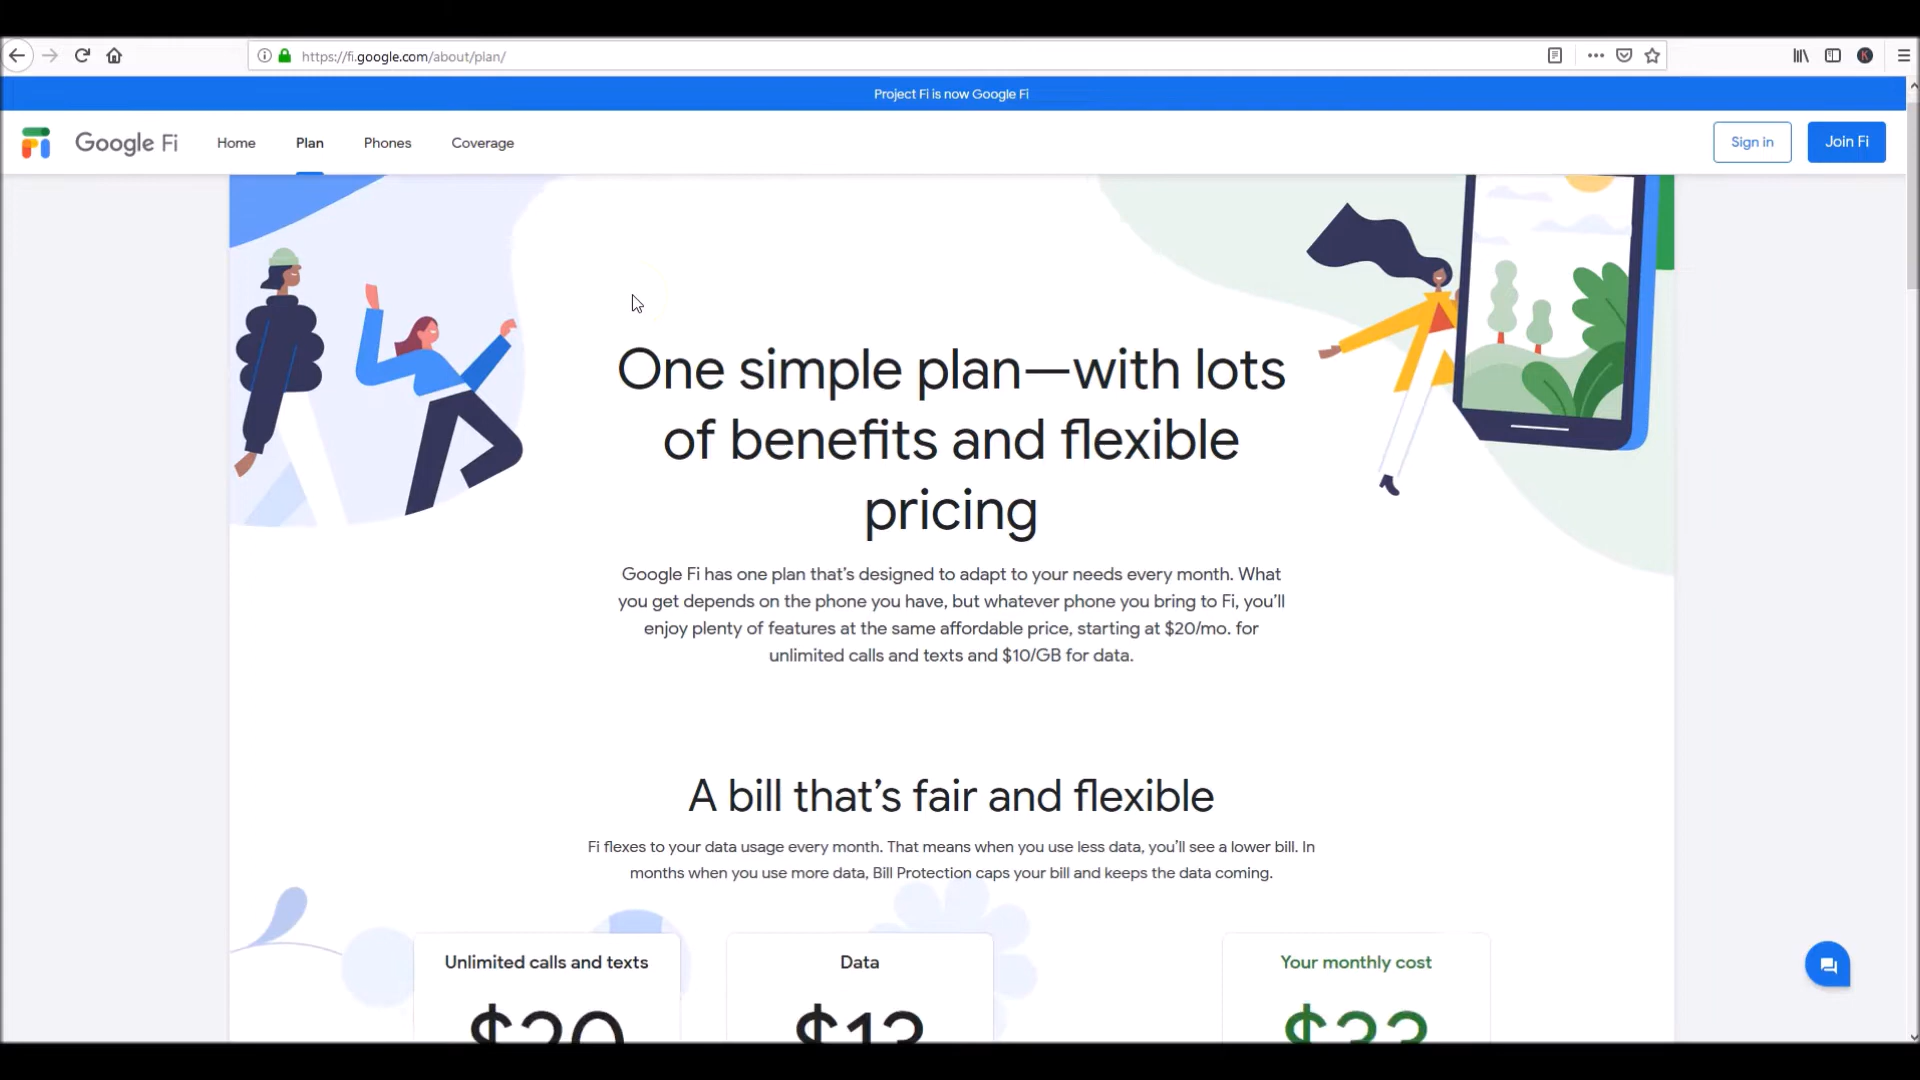 https://fi.google.com/about/plan/
Project Fi is now Google Fi
Google Fi
Home
Plan
Phones
Coverage
Sign in
Join Fi
One simple plan—with lots
of benefits and flexible
pricing
Google Fi has one plan that’s designed to adapt to your needs every month. What
you get depends on the phone you have, but whatever phone you bring to Fi, you’ll
enjoy plenty of features at the same affordable price, starting at $20/mo. for
unlimited calls and texts and $10/GB for data.
A bill that’s fair and flexible
Fi flexes to your data usage every month. That means when you use less data, you’ll see a lower bill. In
months when you use more data, Bill Protection caps your bill and keeps the data coming.
Unlimited calls and texts
$20
Data
$13
Your monthly cost
$33